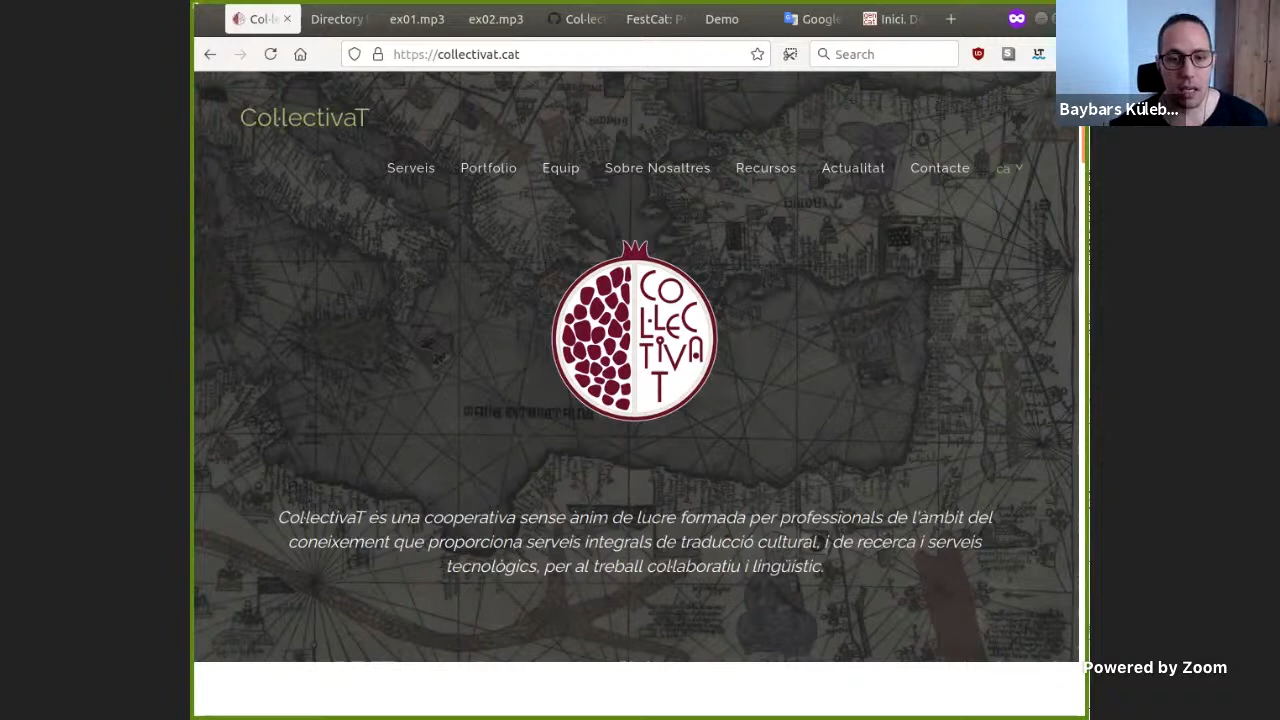 Col·le
Directory
ex01.mp3
ex02.mp3
Col·lec
FestCat: P
Demo
Google
Inici. D
https://collectivat.cat
Search
Baybars Küleb...
Col·lectivaT
Serveis
Portfolio
Equip
Sobre Nosaltres
Recursos
Actualitat
Contacte
ca
CO
L·LEC
TIVA
T
Col·lectivaT és una cooperativa sense ànim de lucre formada per professionals de l'àmbit del
coneixement que proporciona serveis integrals de traducció cultural, i de recerca i serveis
tecnològics, per al treball col·laboratiu i lingüístic.
Powered by Zoom